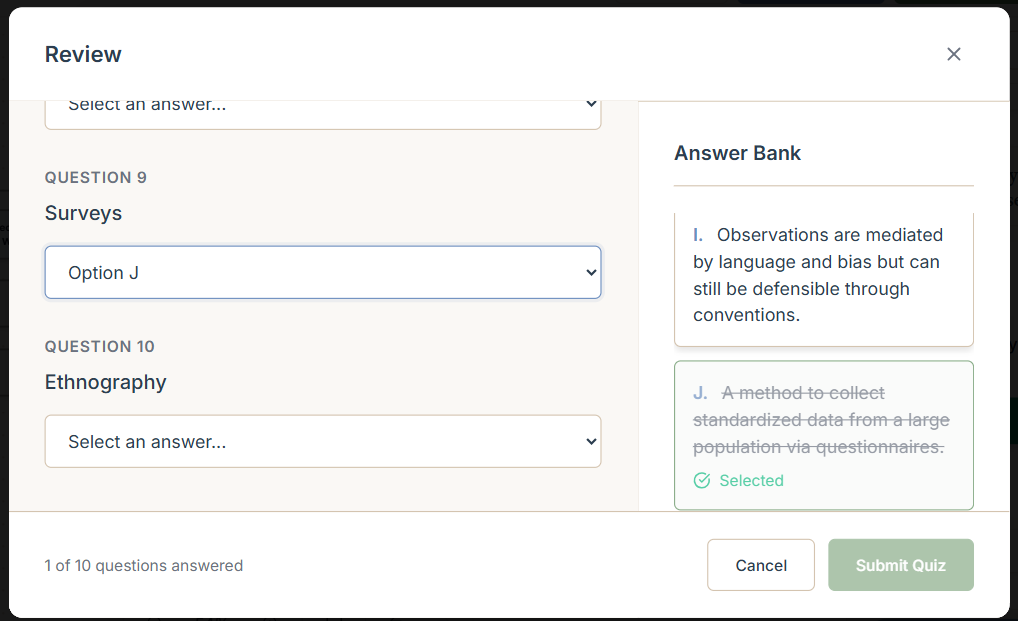 Review
Select an answer...
QUESTION 9
Surveys
Option J
QUESTION 10
Ethnography
Select an answer...
Answer Bank
I. Observations are mediated
by language and bias but can
still be defensible through
conventions.
J. A method to collect
standardized data from a large
population via questionnaires.
Selected
1 of 10 questions answered
Cancel
Submit Quiz